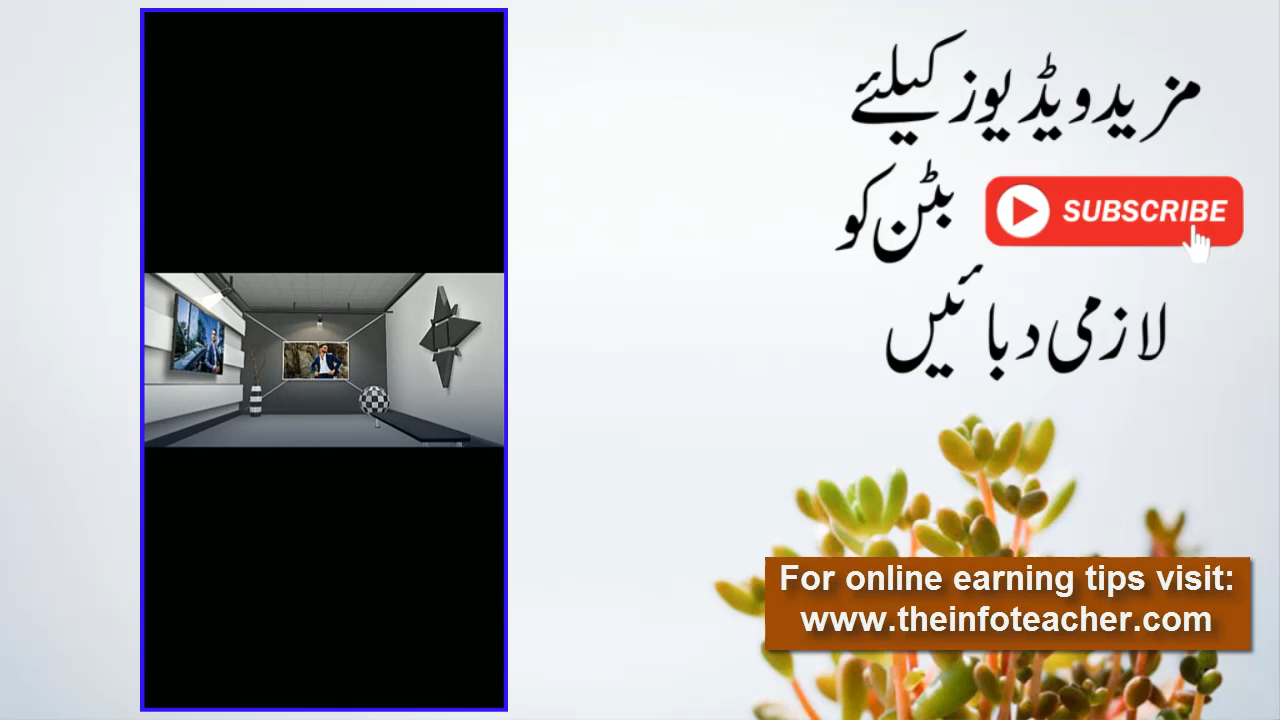 مزید ویڈیوز کیلئے
SUBSCRIBE بٹن کو
لازمی دبائیں
For online earning tips visit:
www.theinfoteacher.com